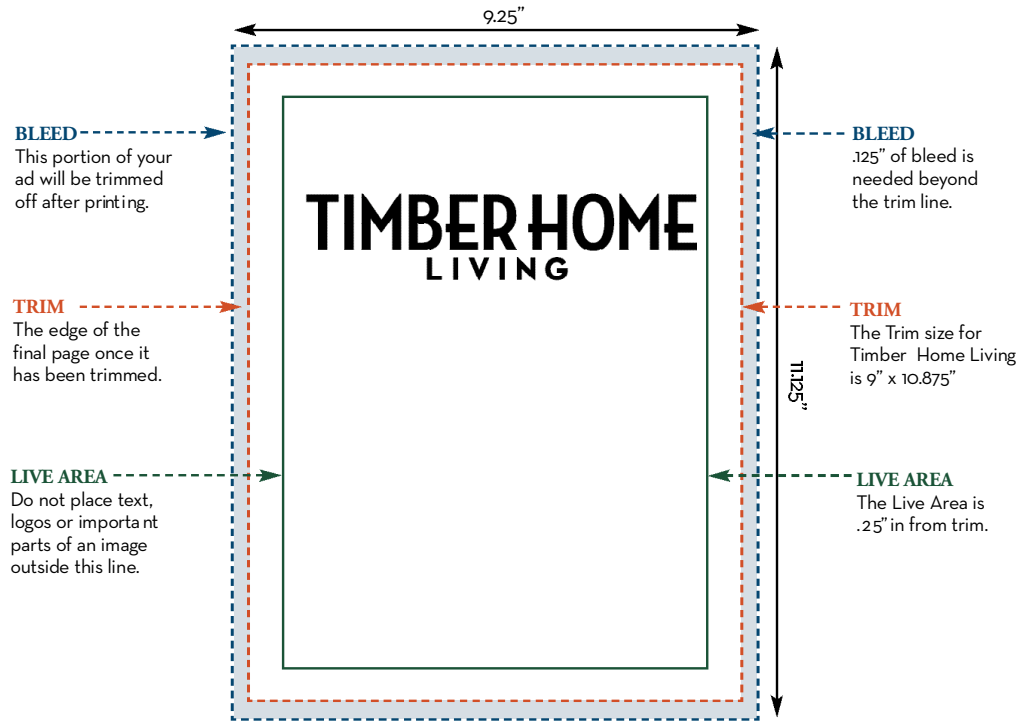 9.25”
BLEED
This portion of your
ad will be trimmed
off after printing.
TRIM
The edge of the
final page once it
has been trimmed.
LIVE AREA
Do not place text,
logos or important
parts of an image
outside this line.
TIMBER HOME
LIVING
BLEED
.125” of bleed is
needed beyond
the trim line.
TRIM
The Trim size for
Timber Home Living
is 9” x 10.875”
11.125”
LIVE AREA
The Live Area is
.25” in from trim.